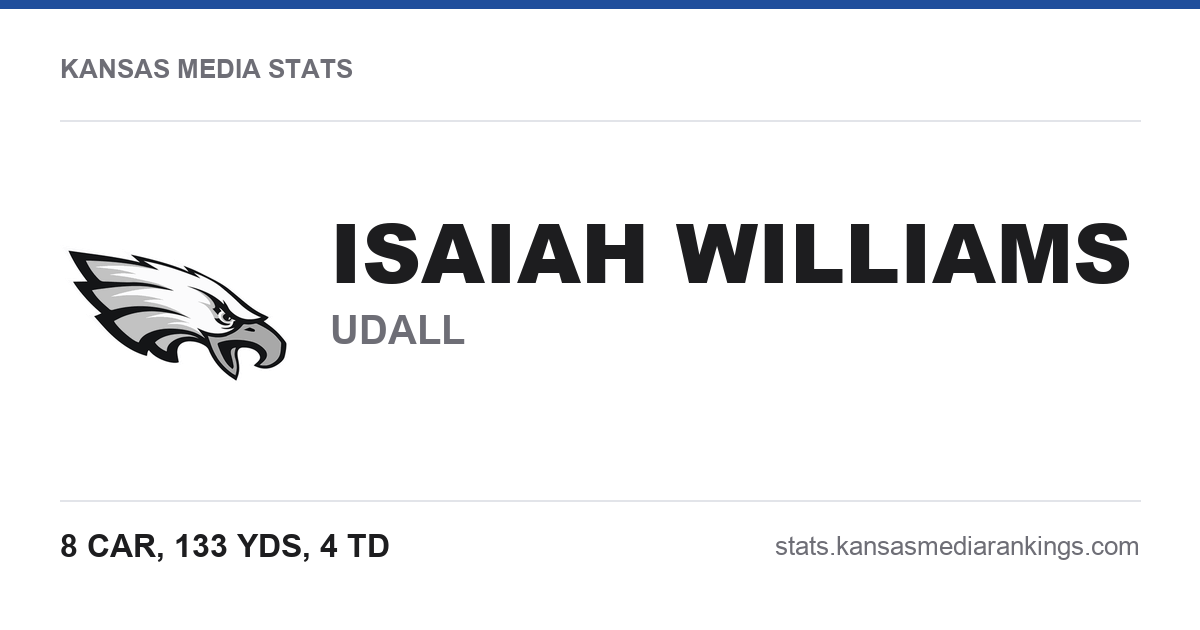 KANSAS MEDIA STATS
ISAIAH WILLIAMS
UDALL
8 CAR, 133 YDS, 4 TD
stats.kansasmediarankings.com